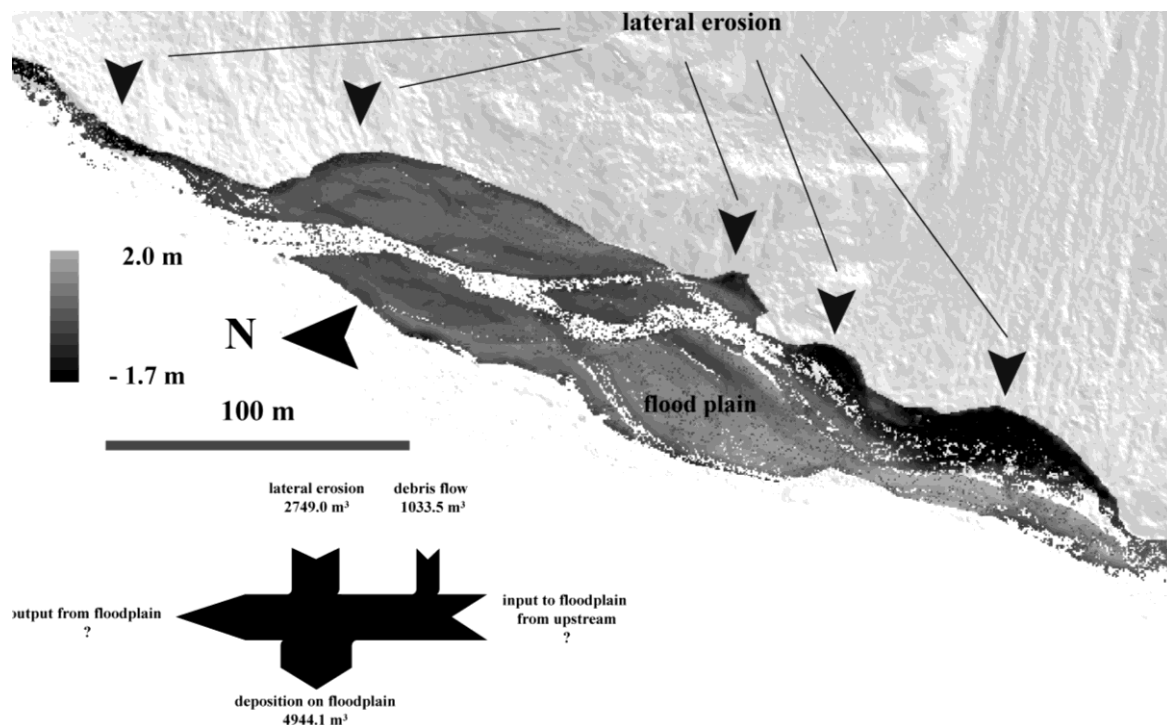 lateral erosion
2.0 m
- 1.7 m
N
100 m
flood plain
lateral erosion
2749.0 m³
debris flow
1033.5 m³
output from floodplain
?
input to floodplain
from upstream
?
deposition on floodplain
4944.1 m³